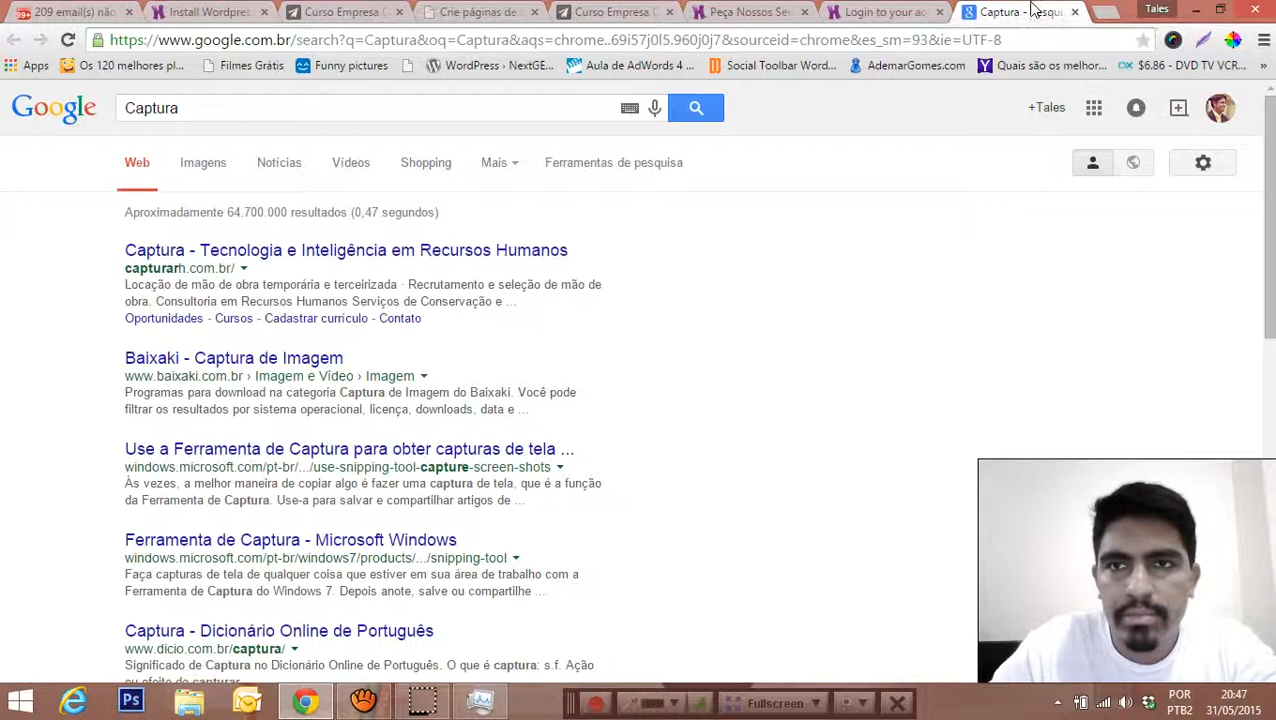 209 email(s) na
Install Wordpres
Curso Empresa C
Crie páginas de
Curso Empresa C
Peça Nossos Se
Login to your ac
Captura - Pesqui
Tales
https://www.google.com.br/search?q=Captura&oq=Captura&aqs=chrome..69i57j0l5.960j0j7&sourceid=chrome&es_sm=93&ie=UTF-8
Apps
Os 120 melhores pl...
Filmes Grátis
Funny pictures
WordPress › NextGE...
Aula de AdWords 4 ...
Social Toolbar Word...
AdemarGomes.com
Quais são os melhor...
$6.86 - DVD TV VCR...
Google
Captura
+Tales
Web
Imagens
Notícias
Vídeos
Shopping
Mais
Ferramentas de pesquisa
Aproximadamente 64.700.000 resultados (0,47 segundos)
Captura - Tecnologia e Inteligência em Recursos Humanos
capturarh.com.br/
Locação de mão de obra temporária e terceirizada · Recrutamento e seleção de mão de
obra. Consultoria em Recursos Humanos Serviços de Conservação e ...
Oportunidades - Cursos - Cadastrar currículo - Contato
Baixaki - Captura de Imagem
www.baixaki.com.br › Imagem e Vídeo › Imagem
Programas para download na categoria Captura de Imagem do Baixaki. Você pode
filtrar os resultados por sistema operacional, licença, downloads, data e ...
Use a Ferramenta de Captura para obter capturas de tela ...
windows.microsoft.com/pt-br/.../use-snipping-tool-capture-screen-shots
Às vezes, a melhor maneira de copiar algo é fazer uma captura de tela, que é a função
da Ferramenta de Captura. Use-a para salvar e compartilhar artigos de ...
Ferramenta de Captura - Microsoft Windows
windows.microsoft.com/pt-br/windows7/products/.../snipping-tool
Faça capturas de tela de qualquer coisa que estiver em sua área de trabalho com a
Ferramenta de Captura do Windows 7. Depois anote, salve ou compartilhe ...
Captura - Dicionário Online de Português
www.dicio.com.br/captura/
Significado de Captura no Dicionário Online de Português. O que é captura: s.f. Ação
ou efeito de capturar
Ps
Fullscreen
POR
PTB2
20:47
31/05/2015